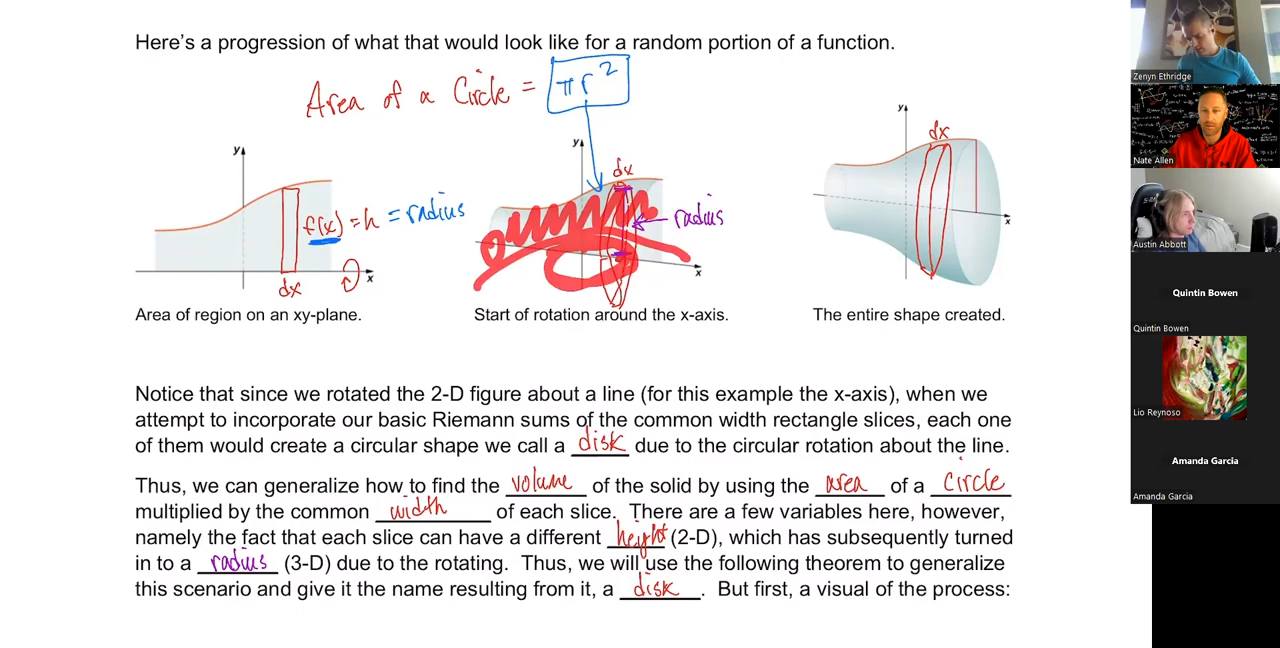 Here's a progression of what that would look like for a random portion of a function.
Area of a Circle = πr²
y
f(x) = h = radius
dx
x
y
dx
radius
x
y
dx
x
Area of region on an xy-plane.
Start of rotation around the x-axis.
The entire shape created.
Notice that since we rotated the 2-D figure about a line (for this example the x-axis), when we
attempt to incorporate our basic Riemann sums of the common width rectangle slices, each one
of them would create a circular shape we call a disk due to the circular rotation about the line.
Thus, we can generalize how to find the volume of the solid by using the area of a circle
multiplied by the common width of each slice. There are a few variables here, however,
namely the fact that each slice can have a different height (2-D), which has subsequently turned
in to a radius (3-D) due to the rotating. Thus, we will use the following theorem to generalize
this scenario and give it the name resulting from it, a disk. But first, a visual of the process:
Zenyn Ethridge
Nate Allen
Austin Abbott
Quintin Bowen
Quintin Bowen
Lio Reynoso
Amanda Garcia
Amanda Garcia